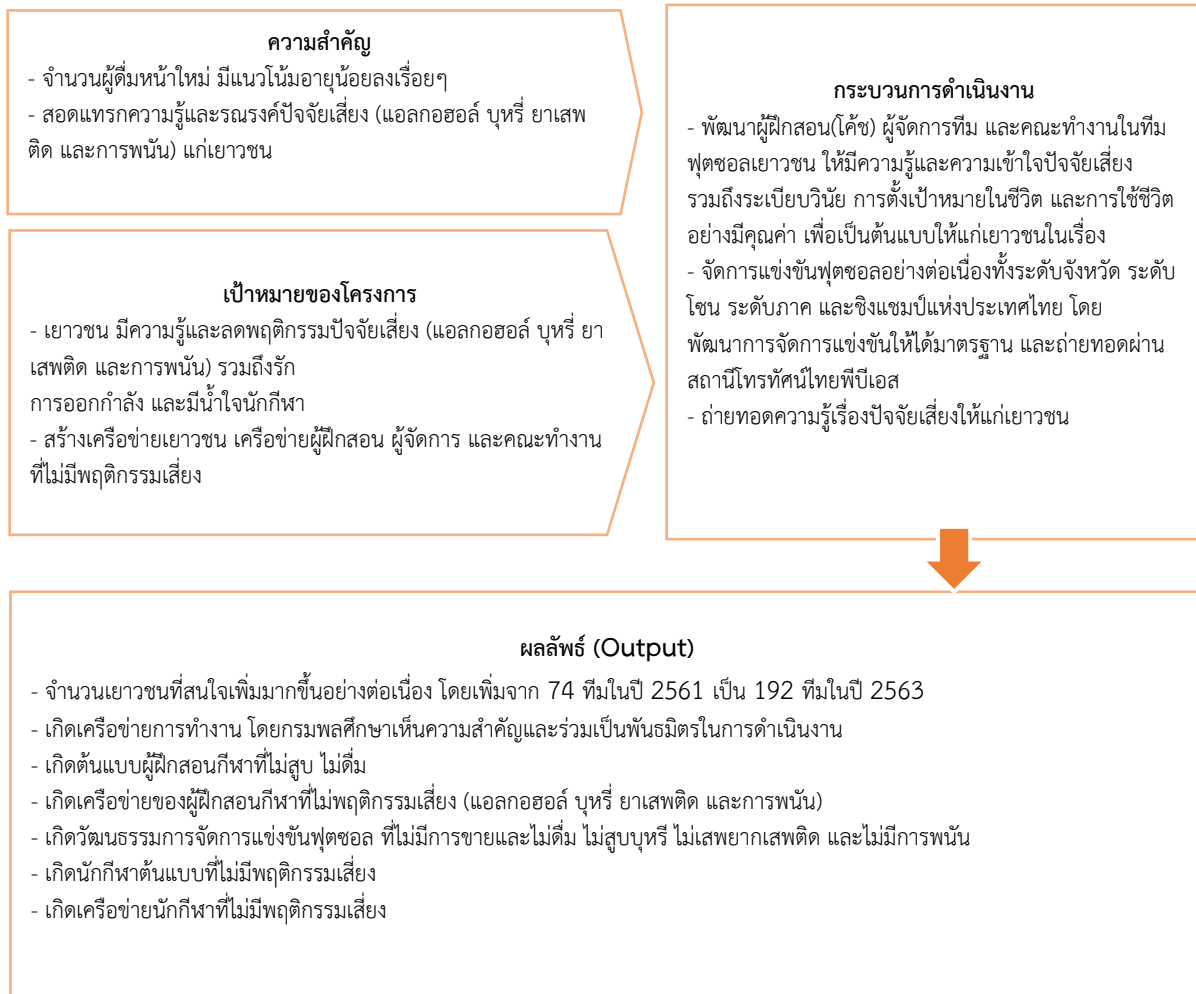 ความสำคัญ
- จำนวนผู้ดื่มหน้าใหม่ มีแนวโน้มอายุน้อยลงเรื่อยๆ
- สอดแทรกความรู้และรณรงค์ปัจจัยเสี่ยง (แอลกอฮอล์ บุหรี่ ยาเสพ
ติด และการพนัน) แก่เยาวชน
เป้าหมายของโครงการ
- เยาวชน มีความรู้และลดพฤติกรรมปัจจัยเสี่ยง (แอลกอฮอล์ บุหรี่ ยา
เสพติด และการพนัน) รวมถึงรัก
การออกกำลัง และมีน้ำใจนักกีฬา
- สร้างเครือข่ายเยาวชน เครือข่ายผู้ฝึกสอน ผู้จัดการ และคณะทำงาน
ที่ไม่มีพฤติกรรมเสี่ยง
กระบวนการดำเนินงาน
- พัฒนาผู้ฝึกสอน(โค้ช) ผู้จัดการทีม และคณะทำงานในทีม
ฟุตซอลเยาวชน ให้มีความรู้และความเข้าใจปัจจัยเสี่ยง
รวมถึงระเบียบวินัย การตั้งเป้าหมายในชีวิต และการใช้ชีวิต
อย่างมีคุณค่า เพื่อเป็นต้นแบบให้แก่เยาวชนในเรื่อง
- จัดการแข่งขันฟุตซอลอย่างต่อเนื่องทั้งระดับจังหวัด ระดับ
โซน ระดับภาค และชิงแชมป์แห่งประเทศไทย โดย
พัฒนาการจัดการแข่งขันให้ได้มาตรฐาน และถ่ายทอดผ่าน
สถานีโทรทัศน์ไทยพีบีเอส
- ถ่ายทอดความรู้เรื่องปัจจัยเสี่ยงให้แก่เยาวชน
ผลลัพธ์ (Output)
- จำนวนเยาวชนที่สนใจเพิ่มมากขึ้นอย่างต่อเนื่อง โดยเพิ่มจาก 74 ทีมในปี 2561 เป็น 192 ทีมในปี 2563
- เกิดเครือข่ายการทำงาน โดยกรมพลศึกษาเห็นความสำคัญและร่วมเป็นพันธมิตรในการดำเนินงาน
- เกิดต้นแบบผู้ฝึกสอนกีฬาที่ไม่สูบ ไม่ดื่ม
- เกิดเครือข่ายของผู้ฝึกสอนกีฬาที่ไม่พฤติกรรมเสี่ยง (แอลกอฮอล์ บุหรี่ ยาเสพติด และการพนัน)
- เกิดวัฒนธรรมการจัดการแข่งขันฟุตซอล ที่ไม่มีการขายและไม่ดื่ม ไม่สูบบุหรี ไม่เสพยากเสพติด และไม่มีการพนัน
- เกิดนักกีฬาต้นแบบที่ไม่มีพฤติกรรมเสี่ยง
- เกิดเครือข่ายนักกีฬาที่ไม่มีพฤติกรรมเสี่ยง